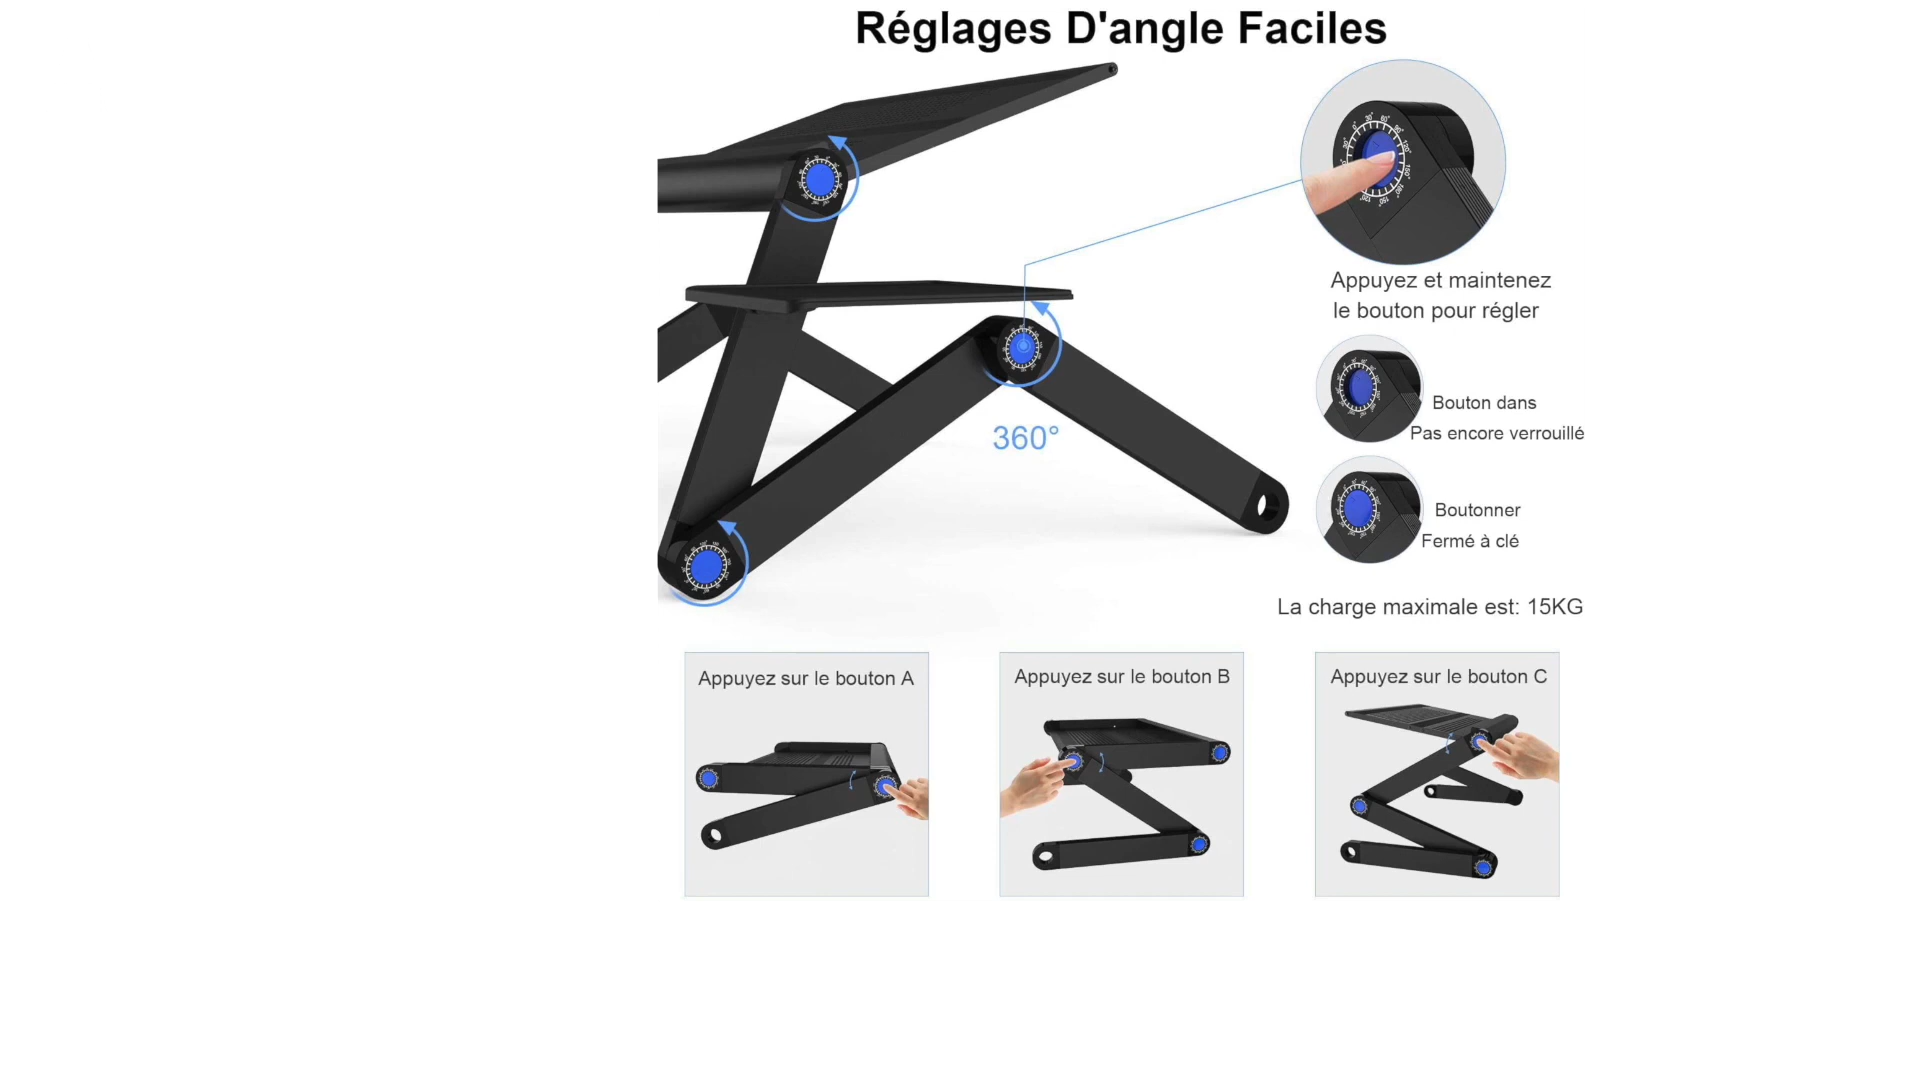 Réglages D'angle Faciles
Appuyez et maintenez
le bouton pour régler
360°
Bouton dans
Pas encore verrouillé
Boutonner
Fermé à clé
La charge maximale est: 15KG
Appuyez sur le bouton A
Appuyez sur le bouton B
Appuyez sur le bouton C